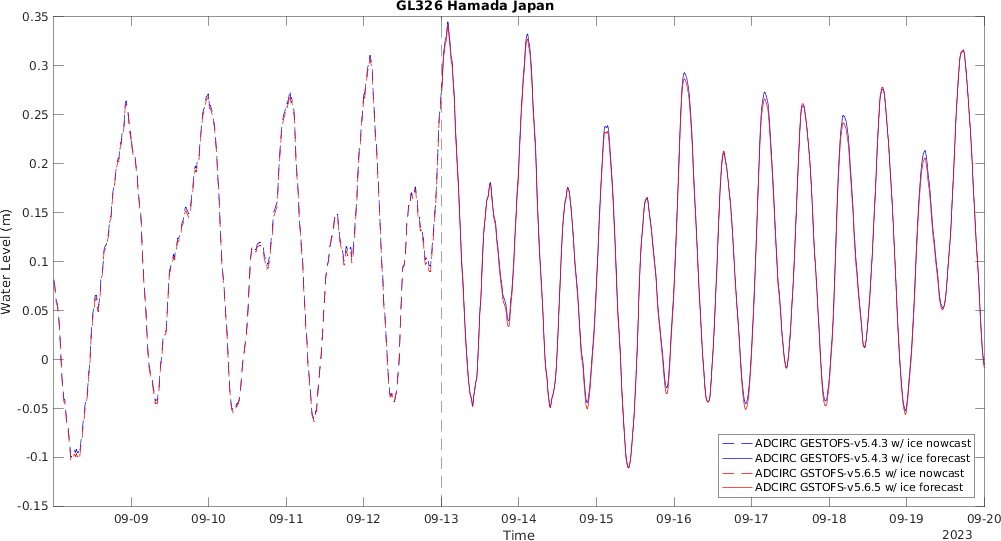 GL326 Hamada Japan
0.35
0.3
0.25
0.2
0.15
0.1
0.05
0
-0.05
-0.1
-0.15
Water Level (m)
ADCIRC GESTOFS-v5.4.3 w/ ice nowcast
ADCIRC GESTOFS-v5.4.3 w/ ice forecast
ADCIRC GSTOFS-v5.6.5 w/ ice nowcast
ADCIRC GSTOFS-v5.6.5 w/ ice forecast
09-09 09-10 09-11 09-12 09-13 09-14 09-15 09-16 09-17 09-18 09-19 09-20
Time
2023